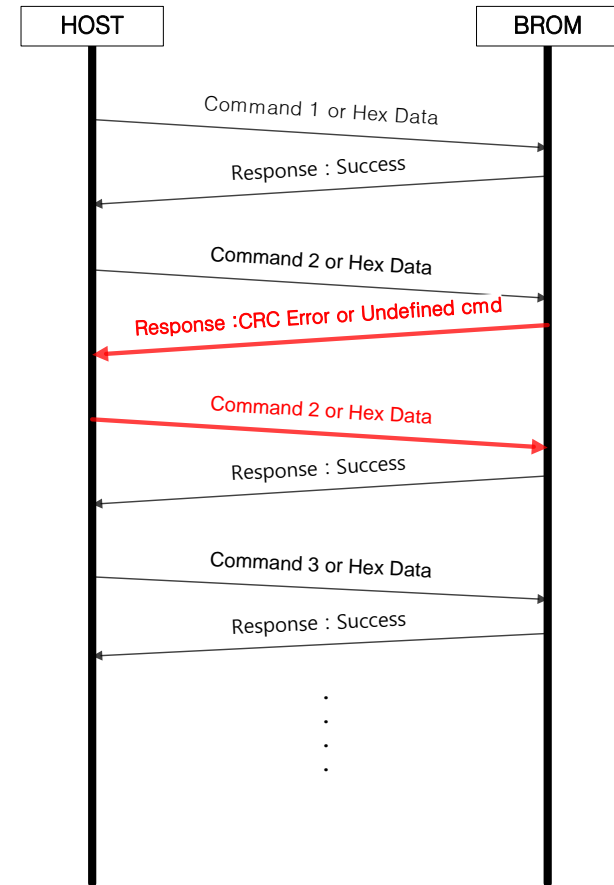 HOST
BROM
Command 1 or Hex Data
Response : Success
Command 2 or Hex Data
Response :CRC Error or Undefined cmd
Command 2 or Hex Data
Response : Success
Command 3 or Hex Data
Response : Success
.
.
.
.